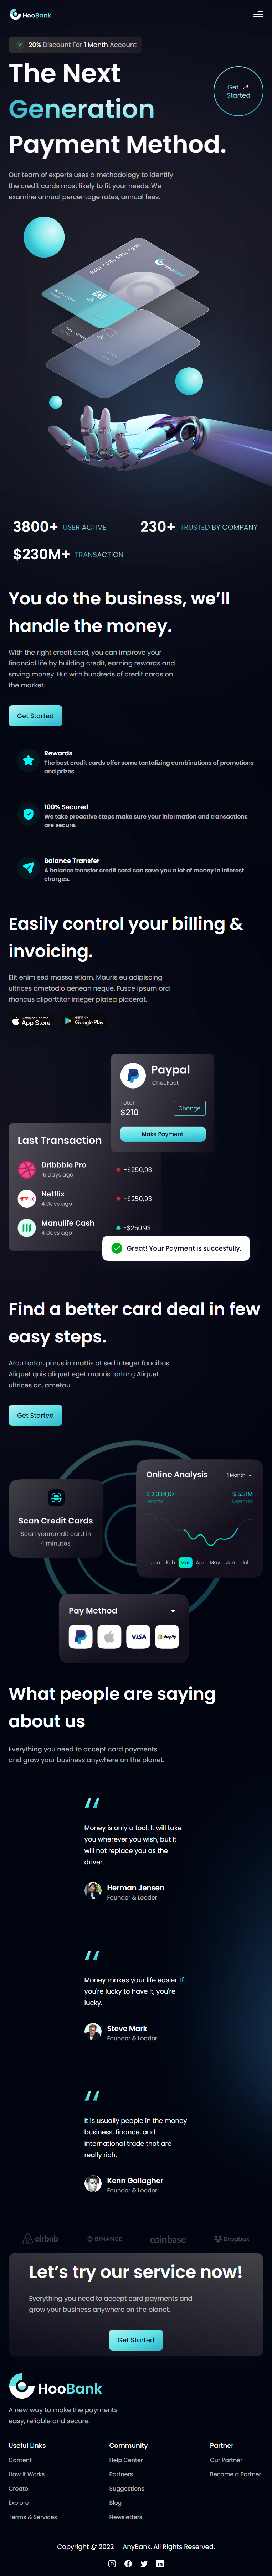 HooBank
20% Discount For 1 Month Account
The Next
Generation
Payment Method.
Get
Started
Our team of experts uses a methodology to identify
the credit cards most likely to fit your needs. We
examine annual percentage rates, annual fees.
HooBank
3800+ USER ACTIVE
230+ TRUSTED BY COMPANY
$230M+ TRANSACTION
You do the business, we’ll
handle the money.
With the right credit card, you can improve your
financial life by building credit, earning rewards and
saving money. But with hundreds of credit cards on
the market.
Get Started
Rewards
The best credit cards offer some tantalizing combinations of promotions
and prizes
100% Secured
We take proactive steps make sure your information and transactions
are secure.
Balance Transfer
A balance transfer credit card can save you a lot of money in interest
charges.
Easily control your billing &
invoicing.
Elit enim sed massa etiam. Mauris eu adipiscing
ultrices ametodio aenean neque. Fusce ipsum orci
rhoncus aliporttitor integer platea placerat.
Download on the
App Store
GET IT ON
Google Play
Paypal
Checkout
Total
$210
Change
Make Payment
Last Transaction
Dribbble Pro
15 Days ago
-$250,93
NETFLIX
Netflix
4 Days ago
-$250,93
Manulife Cash
4 Days ago
-$250,93
Great! Your Payment is succesfully.
Find a better card deal in few
easy steps.
Arcu tortor, purus in mattis at sed integer faucibus.
Aliquet quis aliquet eget mauris tortor.ç Aliquet
ultrices ac, ametau.
Get Started
Online Analysis
1 Month
$ 2,334,67
Income
$ 5.31M
Expenses
Jan Feb Mar Apr May Jun Jul
Scan Credit Cards
Scan yourcredit card in
4 minutes.
Pay Method
VISA
shopify
What people are saying
about us
Everything you need to accept card payments
and grow your business anywhere on the planet.
Money is only a tool. It will take
you wherever you wish, but it
will not replace you as the
driver.
Herman Jensen
Founder & Leader
Money makes your life easier. If
you're lucky to have it, you're
lucky.
Steve Mark
Founder & Leader
It is usually people in the money
business, finance, and
international trade that are
really rich.
Kenn Gallagher
Founder & Leader
airbnb
BINANCE
coinbase
Dropbox
Let’s try our service now!
Everything you need to accept card payments and
grow your business anywhere on the planet.
Get Started
HooBank
A new way to make the payments
easy, reliable and secure.
Useful Links
Content
How it Works
Create
Explore
Terms & Services
Community
Help Center
Partners
Suggestions
Blog
Newsletters
Partner
Our Partner
Become a Partner
Copyright Ⓒ 2022 AnyBank. All Rights Reserved.